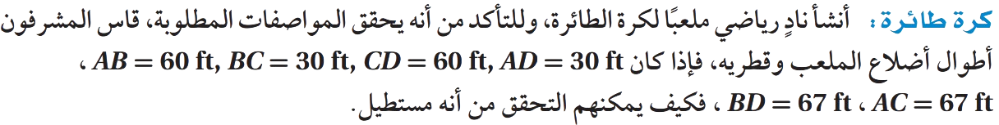 كرة طائرة : أنشأ نادٍ رياضي ملعبًا لكرة الطائرة، وللتأكد من أنه يحقق المواصفات المطلوبة، قاس المشرفون
أطوال أضلاع الملعب وقطريه، فإذا كان AB = 60 ft, BC = 30 ft, CD = 60 ft, AD = 30 ft ،
AC = 67 ft ، BD = 67 ft ، فكيف يمكنهم التحقق من أنه مستطيل.